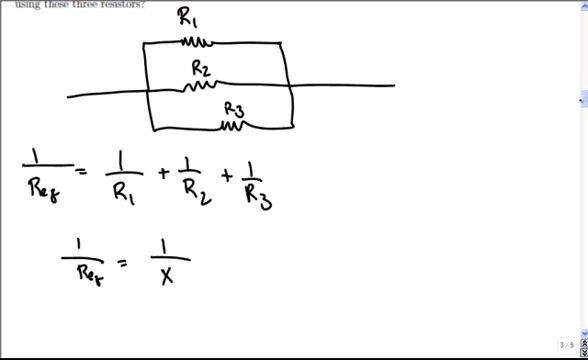 using these three resistors?
R1
R2
R3
1/Req = 1/R1 + 1/R2 + 1/R3
1/Req = 1/x
3 / 9